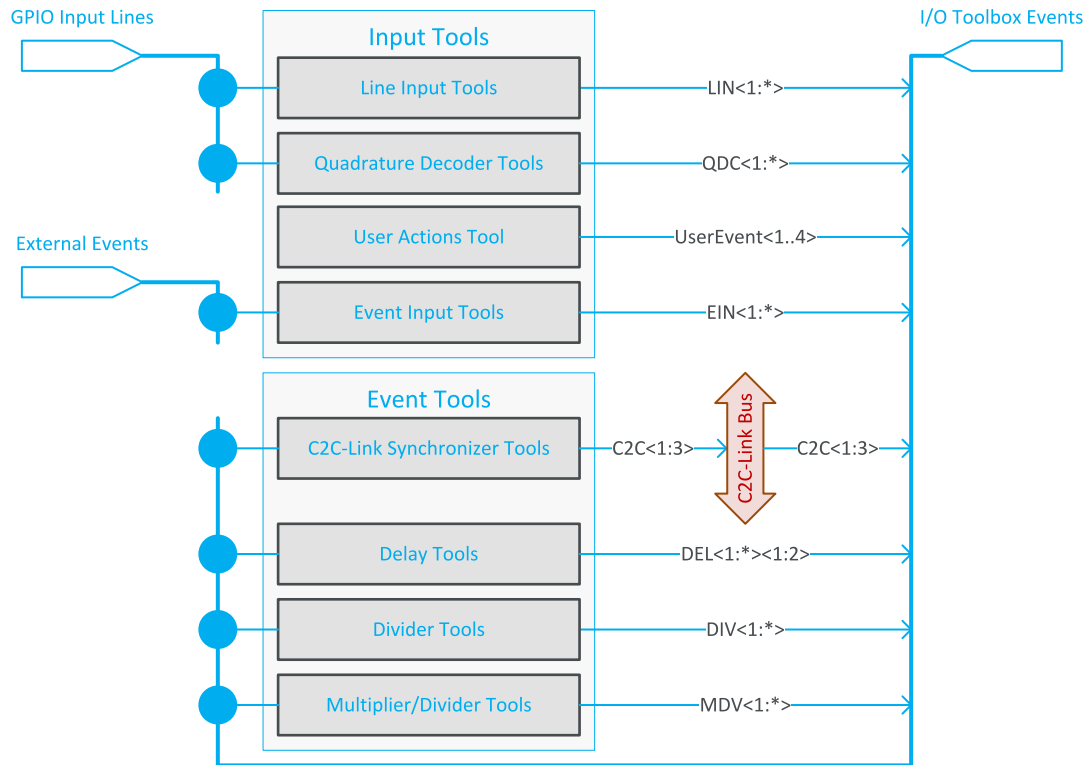 GPIO Input Lines
I/O Toolbox Events
Input Tools
Line Input Tools
LIN<1:*>
Quadrature Decoder Tools
QDC<1:*>
User Actions Tool
UserEvent<1..4>
External Events
Event Input Tools
EIN<1:*>
Event Tools
C2C-Link Synchronizer Tools
C2C<1:3>
C2C-Link Bus
C2C<1:3>
Delay Tools
DEL<1:*><1:2>
Divider Tools
DIV<1:*>
Multiplier/Divider Tools
MDV<1:*>